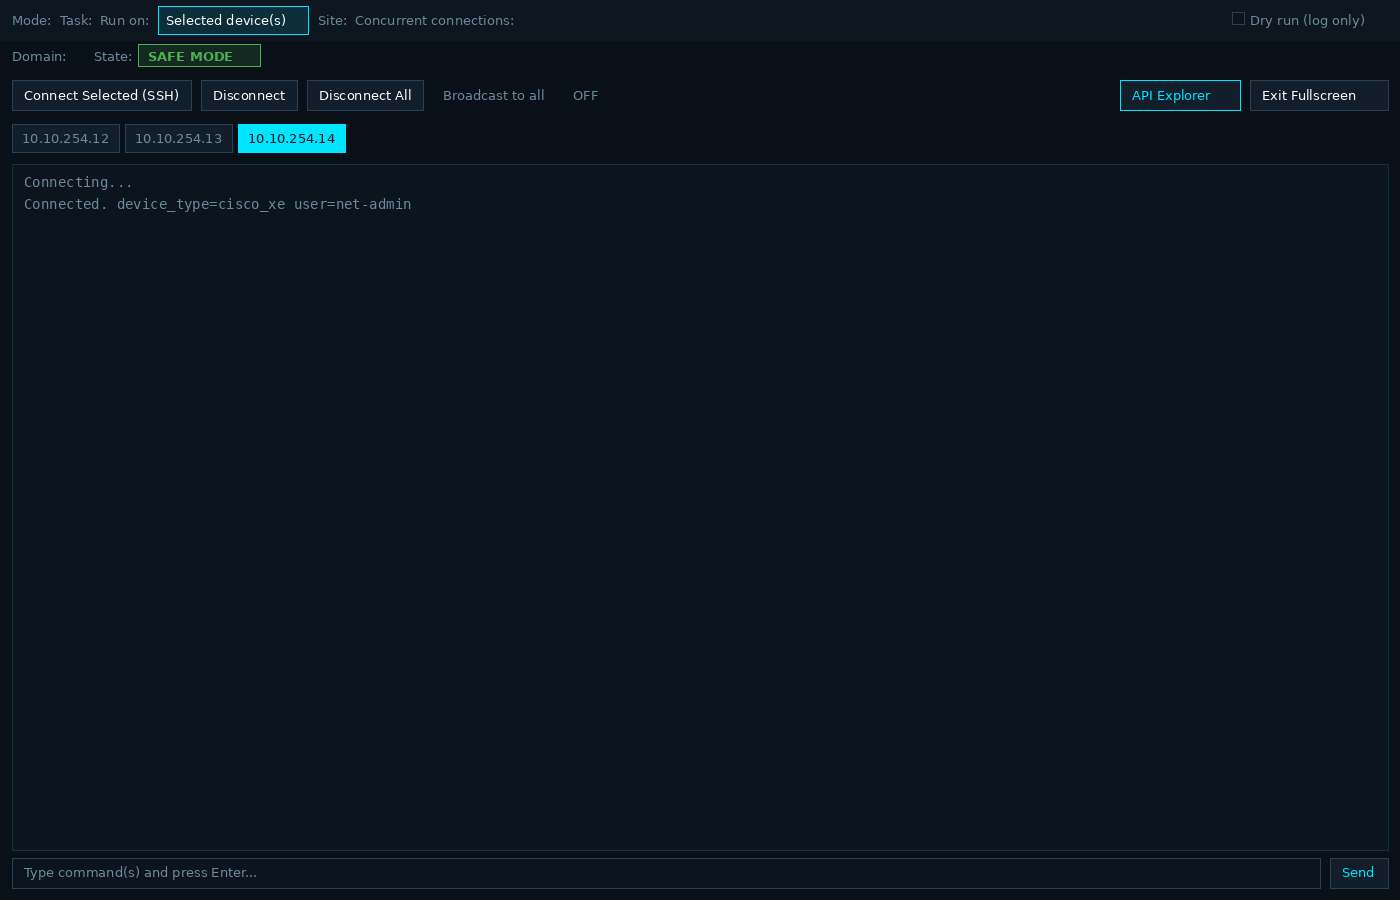 Mode: Task: Run on: Selected device(s) Site: Concurrent connections: Dry run (log only)
Domain: State: SAFE MODE
Connect Selected (SSH) Disconnect Disconnect All Broadcast to all OFF API Explorer Exit Fullscreen
10.10.254.12 10.10.254.13 10.10.254.14
Connecting...
Connected. device_type=cisco_xe user=net-admin
Type command(s) and press Enter... Send